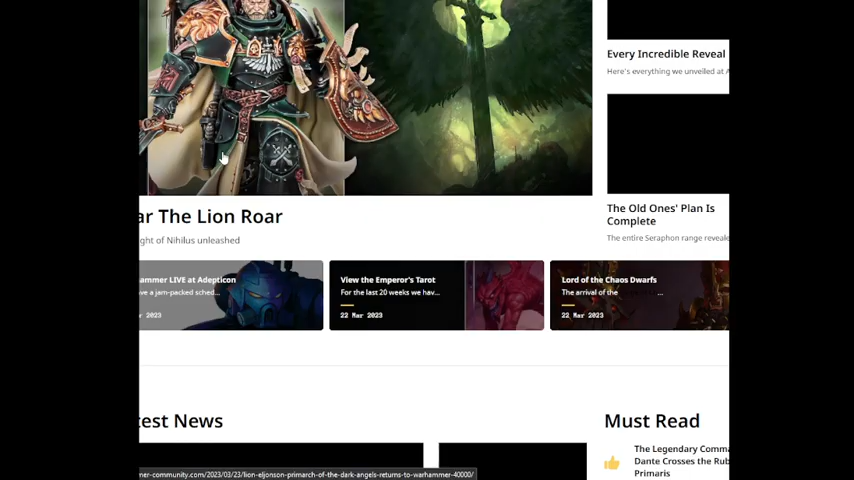 ar The Lion Roar
ght of Nihilus unleashed
ammer LIVE at Adepticon
ve a jam-packed sched...
2023
View the Emperor's Tarot
For the last 20 weeks we hav...
22 Mar 2023
Lord of the Chaos Dwarfs
The arrival of the ...
22 Mar 2023
Every Incredible Reveal
Here's everything we unveiled at A
The Old Ones' Plan Is
Complete
The entire Seraphon range reveale
test News
Must Read
The Legendary Comma
Dante Crosses the Rub
Primaris
mer-community.com/2023/03/23/lion-eljonson-primarch-of-the-dark-angels-returns-to-warhammer-40000/